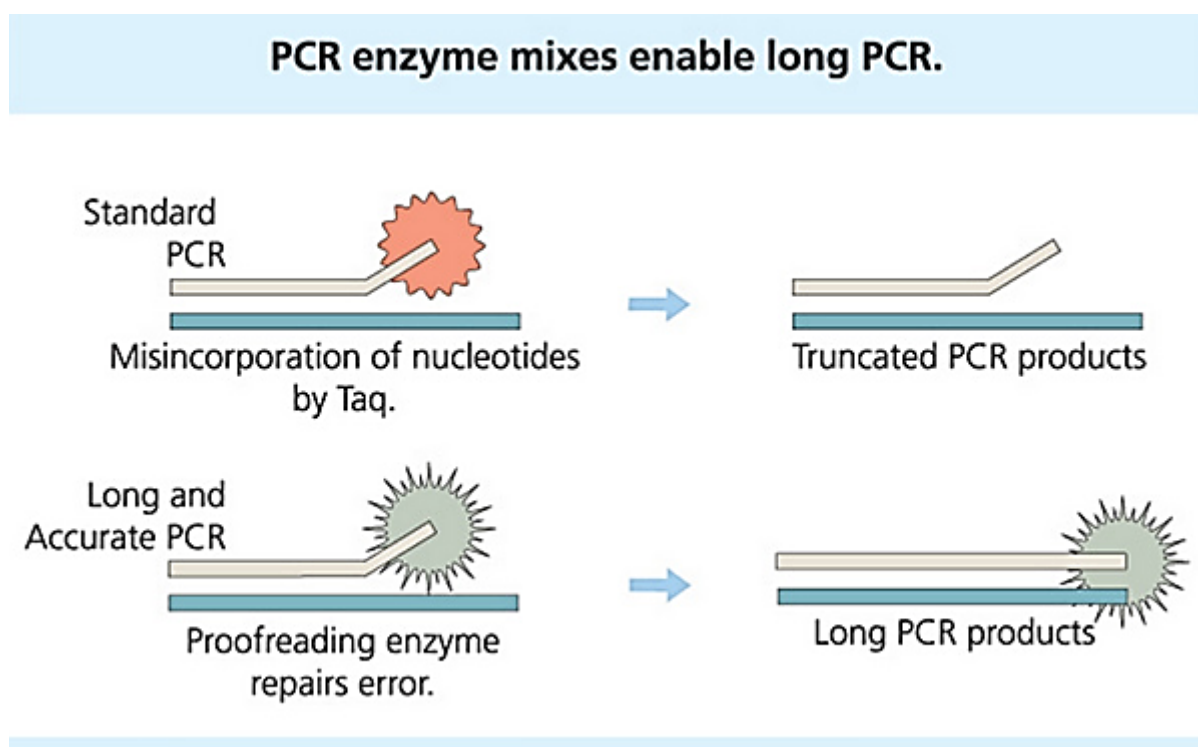 PCR enzyme mixes enable long PCR.
Standard
PCR
Misincorporation of nucleotides
by Taq.
Truncated PCR products
Long and
Accurate PCR
Proofreading enzyme
repairs error.
Long PCR products